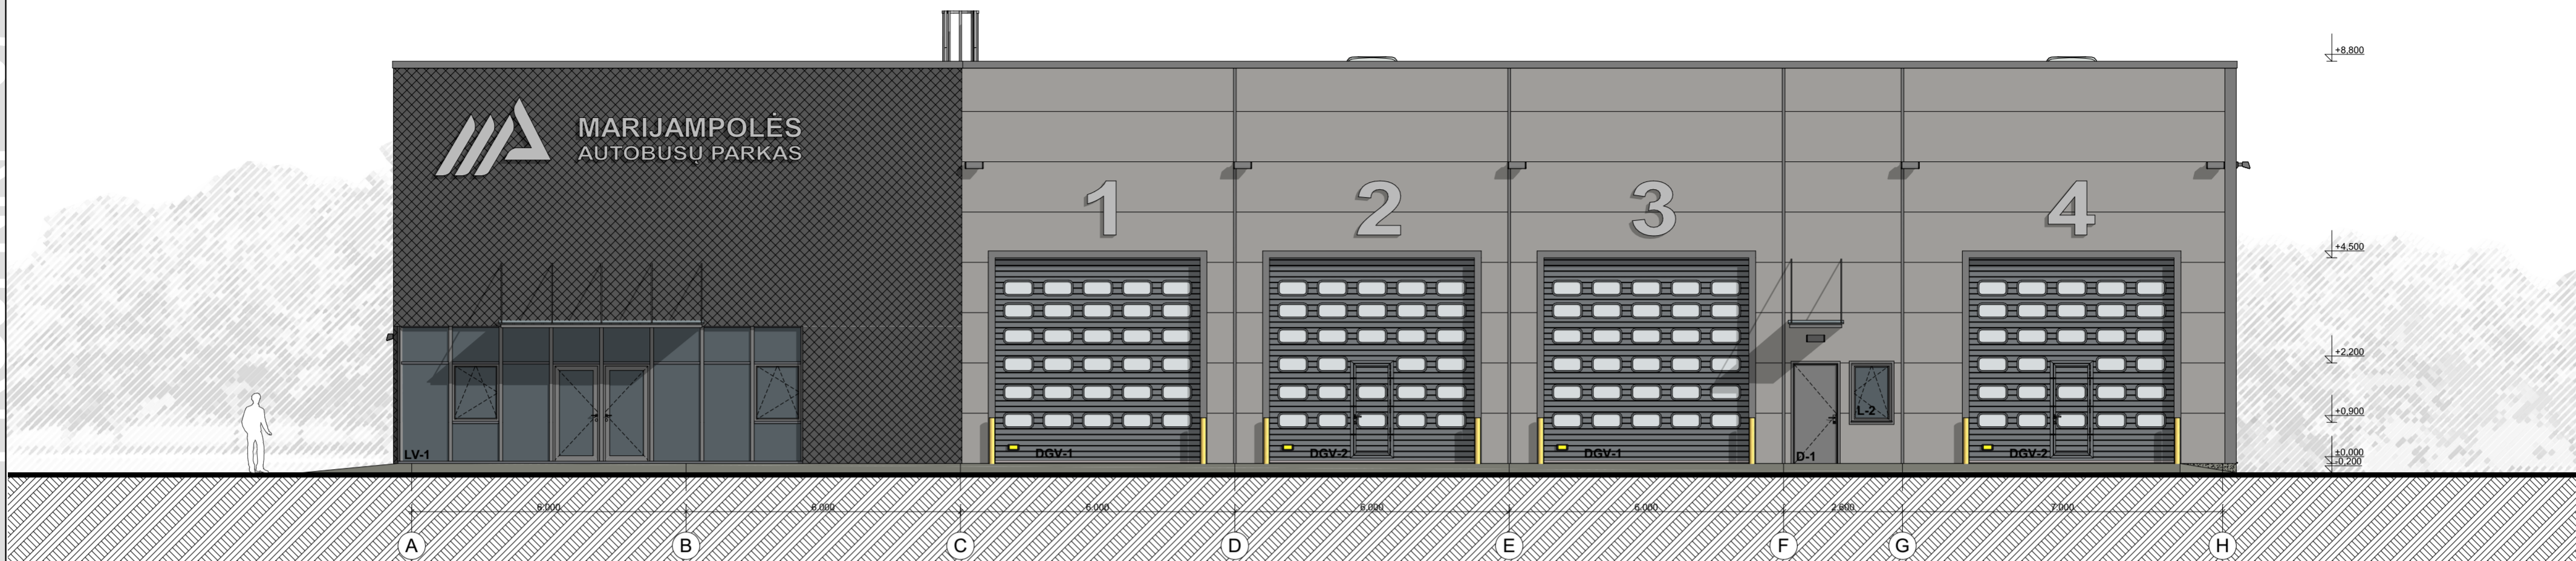 +8,800
MARIJAMPOLĖS
AUTOBUSŲ PARKAS
1 2 3 4
+4,500
+2,200
+0,900
L-2
±0,000
-0,200
LV-1 DGV-1 DGV-2 DGV-1 D-1 DGV-2
6 000 6 000 6 000 6 000 6 000 2 600 7 000
A B C D E F G H